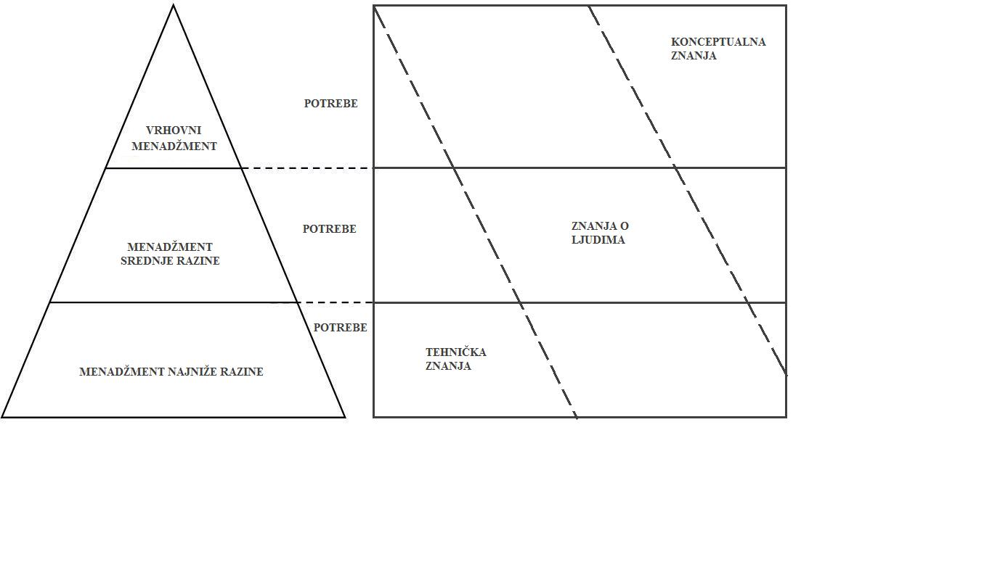 VRHOVNI
MENADŽMENT
MENADŽMENT
SREDNJE RAZINE
MENADŽMENT NAJNIŽE RAZINE
POTREBE
POTREBE
POTREBE
KONCEPTUALNA
ZNANJA
ZNANJA O
LJUDIMA
TEHNIČKA
ZNANJA